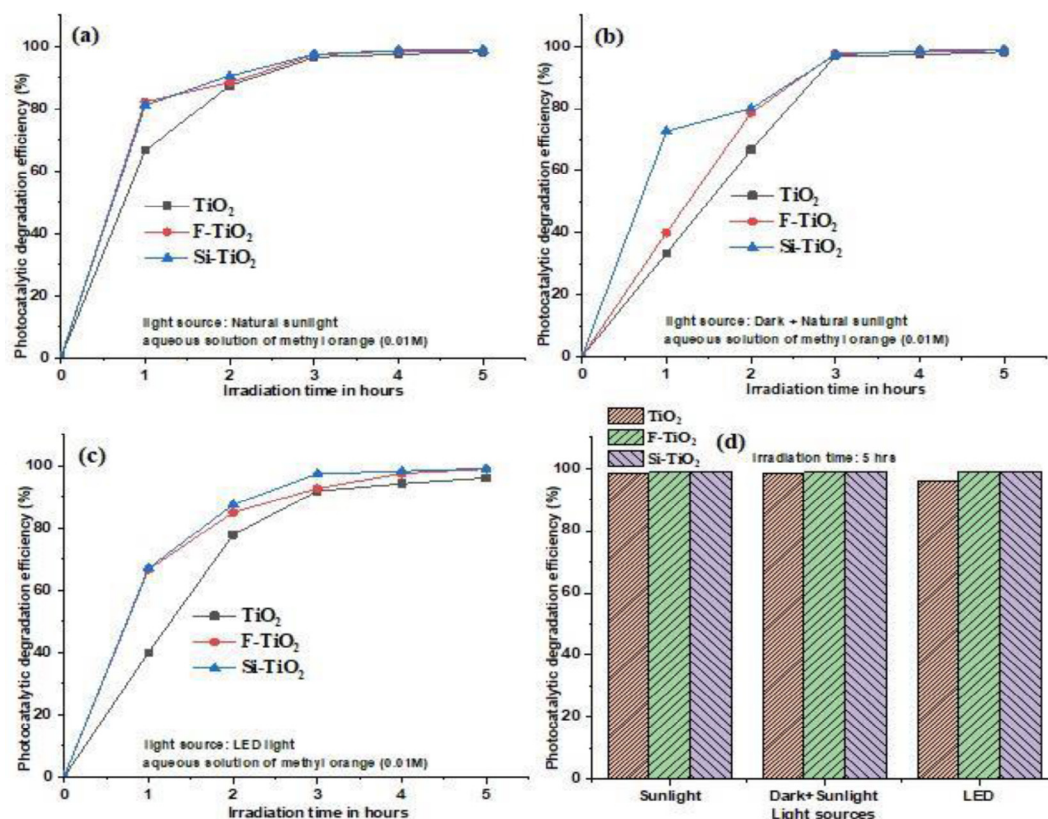 (a)
Photocatalytic degradation efficiency (%)
100
80
60
40
20
0
TiO₂
F-TiO₂
Si-TiO₂
light source: Natural sunlight
aqueous solution of methyl orange (0.01M)
0 1 2 3 4 5
Irradiation time in hours
(b)
Photocatalytic degradation efficiency (%)
100
80
60
40
20
0
TiO₂
F-TiO₂
Si-TiO₂
light source: Dark + Natural sunlight
aqueous solution of methyl orange (0.01M)
0 1 2 3 4 5
Irradiation time in hours
(c)
Photocatalytic degradation efficiency (%)
100
80
60
40
20
0
TiO₂
F-TiO₂
Si-TiO₂
light source: LED light
aqueous solution of methyl orange (0.01M)
0 1 2 3 4 5
Irradiation time in hours
TiO₂
F-TiO₂
Si-TiO₂
(d)
Irradiation time: 5 hrs
Photocatalytic degradation efficiency (%)
100
80
60
40
20
0
Sunlight Dark+Sunlight LED
Light sources